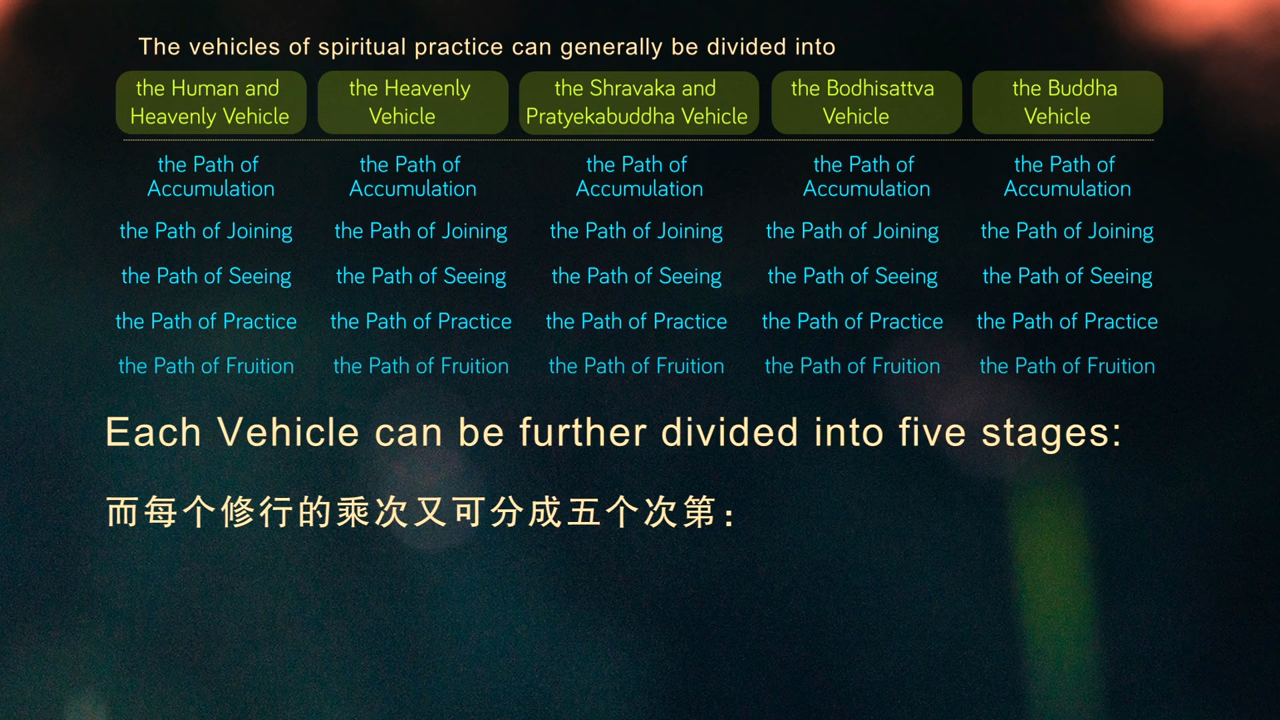 The vehicles of spiritual practice can generally be divided into
the Human and
Heavenly Vehicle
the Heavenly
Vehicle
the Shravaka and
Pratyekabuddha Vehicle
the Bodhisattva
Vehicle
the Buddha
Vehicle
the Path of
Accumulation
the Path of
Accumulation
the Path of
Accumulation
the Path of
Accumulation
the Path of
Accumulation
the Path of Joining
the Path of Joining
the Path of Joining
the Path of Joining
the Path of Joining
the Path of Seeing
the Path of Seeing
the Path of Seeing
the Path of Seeing
the Path of Seeing
the Path of Practice
the Path of Practice
the Path of Practice
the Path of Practice
the Path of Practice
the Path of Fruition
the Path of Fruition
the Path of Fruition
the Path of Fruition
the Path of Fruition
Each Vehicle can be further divided into five stages:
而每个修行的乘次又可分成五个次第：